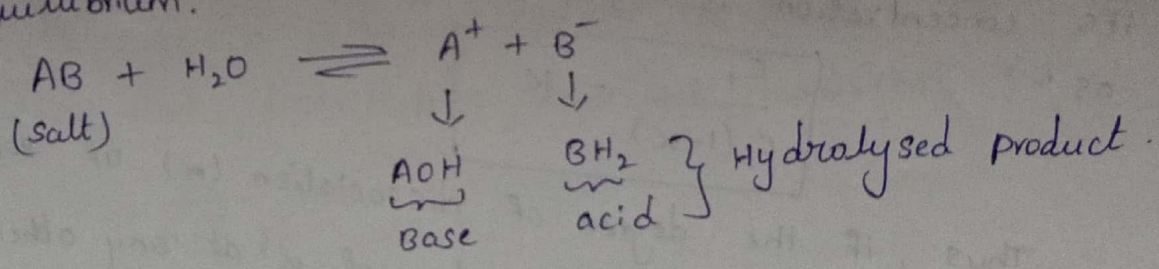 AB + H₂O ⇌ A⁺ + B⁻
(salt) ↓ ↓
AOH BH₂ } Hydrolysed product.
Base acid